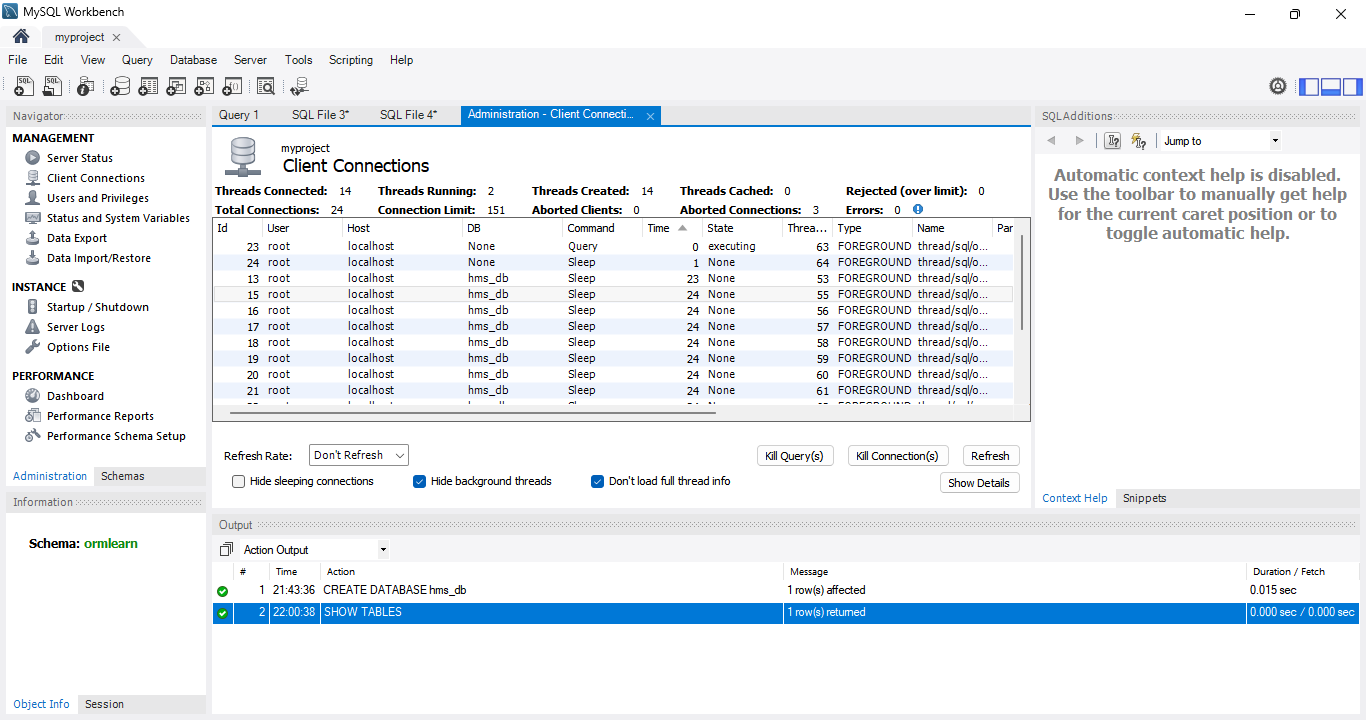 MySQL Workbench
myproject
File Edit View Query Database Server Tools Scripting Help
Navigator
MANAGEMENT
Server Status
Client Connections
Users and Privileges
Status and System Variables
Data Export
Data Import/Restore
INSTANCE
Startup / Shutdown
Server Logs
Options File
PERFORMANCE
Dashboard
Performance Reports
Performance Schema Setup
Administration Schemas
Information
Schema: ormlearn
Object Info Session
Query 1 SQL File 3* SQL File 4* Administration - Client Connecti...
myproject
Client Connections
Threads Connected: 14 Threads Running: 2 Threads Created: 14 Threads Cached: 0 Rejected (over limit): 0
Total Connections: 24 Connection Limit: 151 Aborted Clients: 0 Aborted Connections: 3 Errors: 0
Id User Host DB Command Time State Threa... Type Name Par
23 root localhost None Query 0 executing 63 FOREGROUND thread/sql/o...
24 root localhost None Sleep 1 None 64 FOREGROUND thread/sql/o...
13 root localhost hms_db Sleep 23 None 53 FOREGROUND thread/sql/o...
15 root localhost hms_db Sleep 24 None 55 FOREGROUND thread/sql/o...
16 root localhost hms_db Sleep 24 None 56 FOREGROUND thread/sql/o...
17 root localhost hms_db Sleep 24 None 57 FOREGROUND thread/sql/o...
18 root localhost hms_db Sleep 24 None 58 FOREGROUND thread/sql/o...
19 root localhost hms_db Sleep 24 None 59 FOREGROUND thread/sql/o...
20 root localhost hms_db Sleep 24 None 60 FOREGROUND thread/sql/o...
21 root localhost hms_db Sleep 24 None 61 FOREGROUND thread/sql/o...
Refresh Rate: Don't Refresh Kill Query(s) Kill Connection(s) Refresh
Hide sleeping connections Hide background threads Don't load full thread info Show Details
SQLAdditions
Jump to
Automatic context help is disabled.
Use the toolbar to manually get help
for the current caret position or to
toggle automatic help.
Context Help Snippets
Output
Action Output
# Time Action Message Duration / Fetch
1 21:43:36 CREATE DATABASE hms_db 1 row(s) affected 0.015 sec
2 22:00:38 SHOW TABLES 1 row(s) returned 0.000 sec / 0.000 sec